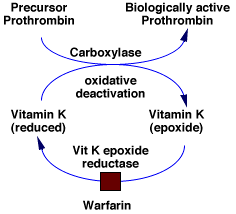 Precursor
Prothrombin
Biologically active
Prothrombin
Carboxylase
oxidative
deactivation
Vitamin K
(reduced)
Vitamin K
(epoxide)
Vit K epoxide
reductase
Warfarin